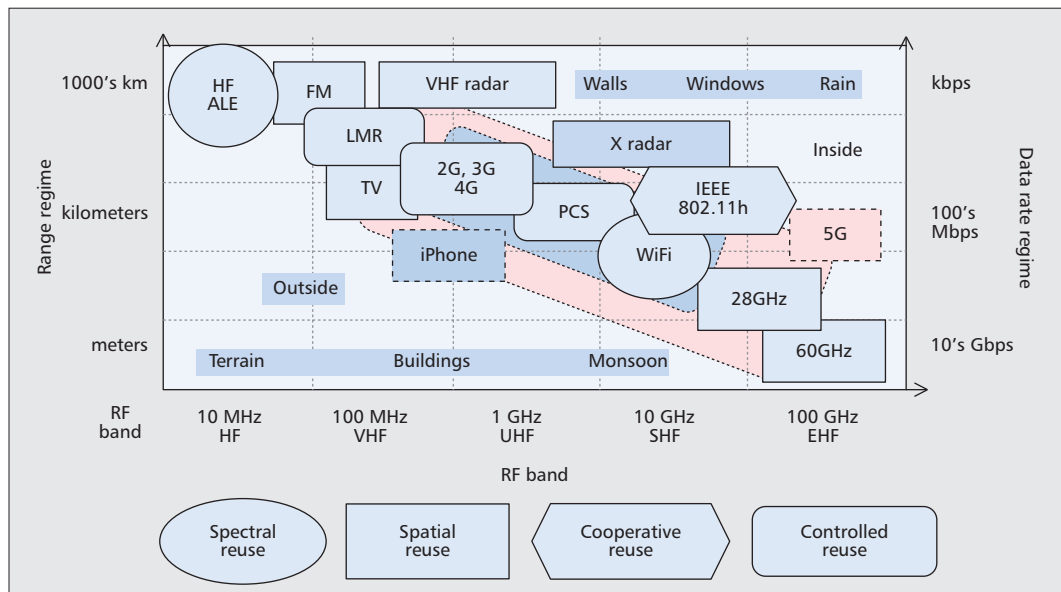 1000's km
HF
ALE
FM
VHF radar
Walls
Windows
Rain
kbps
LMR
X radar
Inside
2G, 3G
4G
TV
IEEE
802.11h
Range regime
kilometers
PCS
5G
100's
Mbps
Data rate regime
iPhone
WiFi
Outside
28GHz
meters
60GHz
10's Gbps
Terrain
Buildings
Monsoon
RF
band
10 MHz
HF
100 MHz
VHF
1 GHz
UHF
10 GHz
SHF
100 GHz
EHF
RF band
Spectral
reuse
Spatial
reuse
Cooperative
reuse
Controlled
reuse